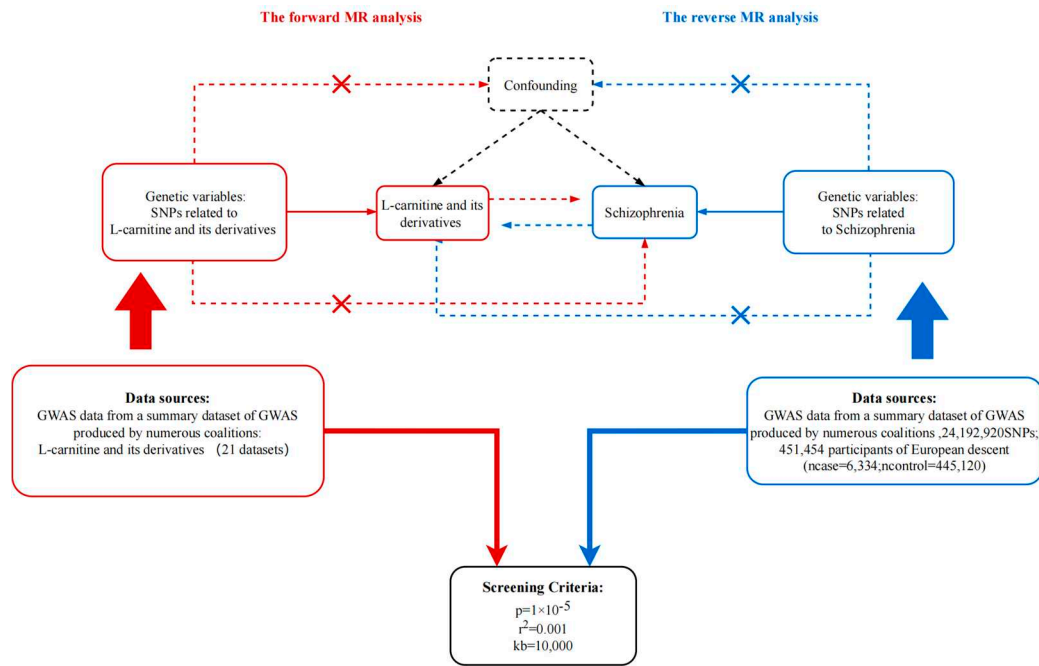 The forward MR analysis
The reverse MR analysis
Confounding
Genetic variables:
SNPs related to
L-carnitine and its derivatives
L-carnitine and its
derivatives
Schizophrenia
Genetic variables:
SNPs related
to Schizophrenia
Data sources:
GWAS data from a summary dataset of GWAS
produced by numerous coalitions:
L-carnitine and its derivatives （21 datasets）
Data sources:
GWAS data from a summary dataset of GWAS
produced by numerous coalitions ,24,192,920SNPs;
451,454 participants of European descent
(ncase=6,334;ncontrol=445,120)
Screening Criteria:
p=1×10⁻⁵
r²=0.001
kb=10,000